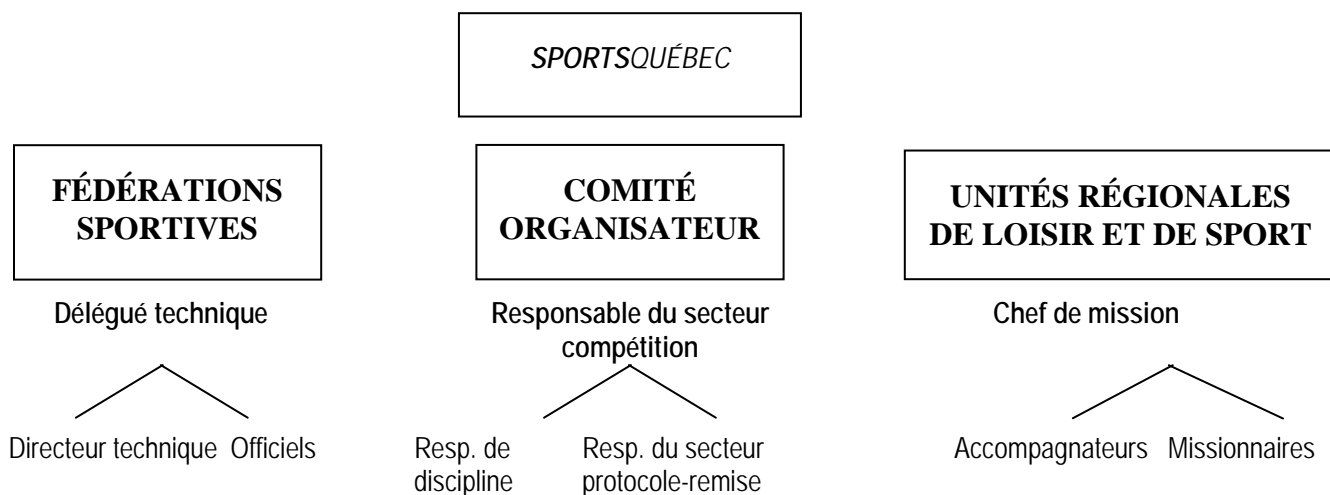 SPORTSQUÉBEC
FÉDÉRATIONS
SPORTIVES
Délégué technique
Directeur technique Officiels
COMITÉ
ORGANISATEUR
Responsable du secteur
compétition
Resp. de
discipline
Resp. du secteur
protocole-remise
UNITÉS RÉGIONALES
DE LOISIR ET DE SPORT
Chef de mission
Accompagnateurs Missionnaires